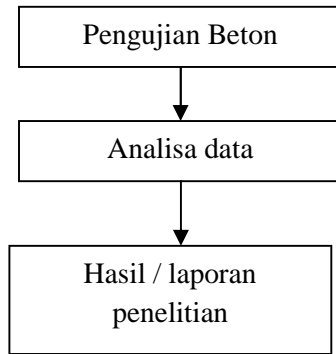 Pengujian Beton
Analisa data
Hasil / laporan
penelitian